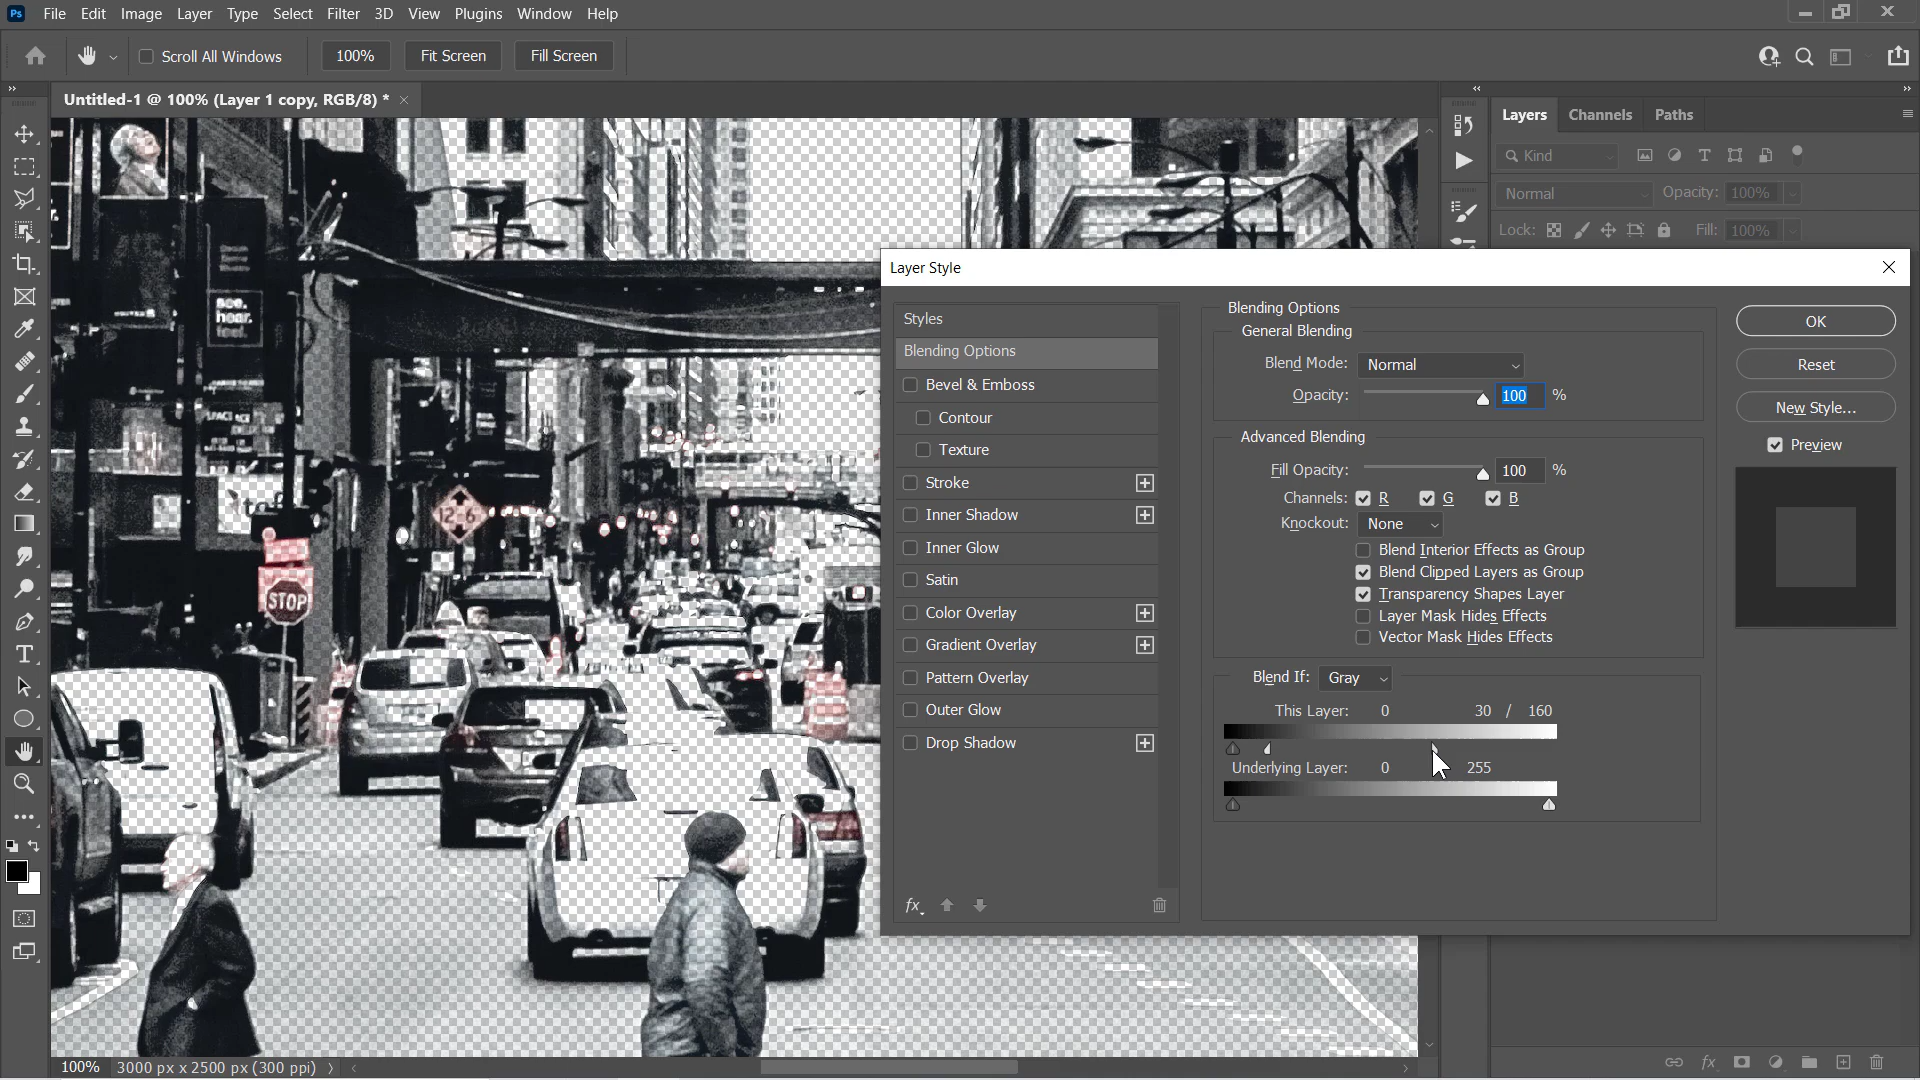 Ps File Edit Image Layer Type Select Filter 3D View Plugins Window Help
Scroll All Windows 100% Fit Screen Fill Screen
Untitled-1 @ 100% (Layer 1 copy, RGB/8) *
Layers Channels Paths
Kind
Normal Opacity: 100%
Lock: Fill: 100%
see.
hear.
feel.
12-6
STOP
Layer Style
Styles
Blending Options
Bevel & Emboss
Contour
Texture
Stroke
Inner Shadow
Inner Glow
Satin
Color Overlay
Gradient Overlay
Pattern Overlay
Outer Glow
Drop Shadow
fx
Blending Options
General Blending
Blend Mode: Normal
Opacity: 100 %
Advanced Blending
Fill Opacity: 100 %
Channels: R G B
Knockout: None
Blend Interior Effects as Group
Blend Clipped Layers as Group
Transparency Shapes Layer
Layer Mask Hides Effects
Vector Mask Hides Effects
Blend If: Gray
This Layer: 0 30 / 160
Underlying Layer: 0 255
OK
Reset
New Style...
Preview
100% 3000 px x 2500 px (300 ppi)
fx